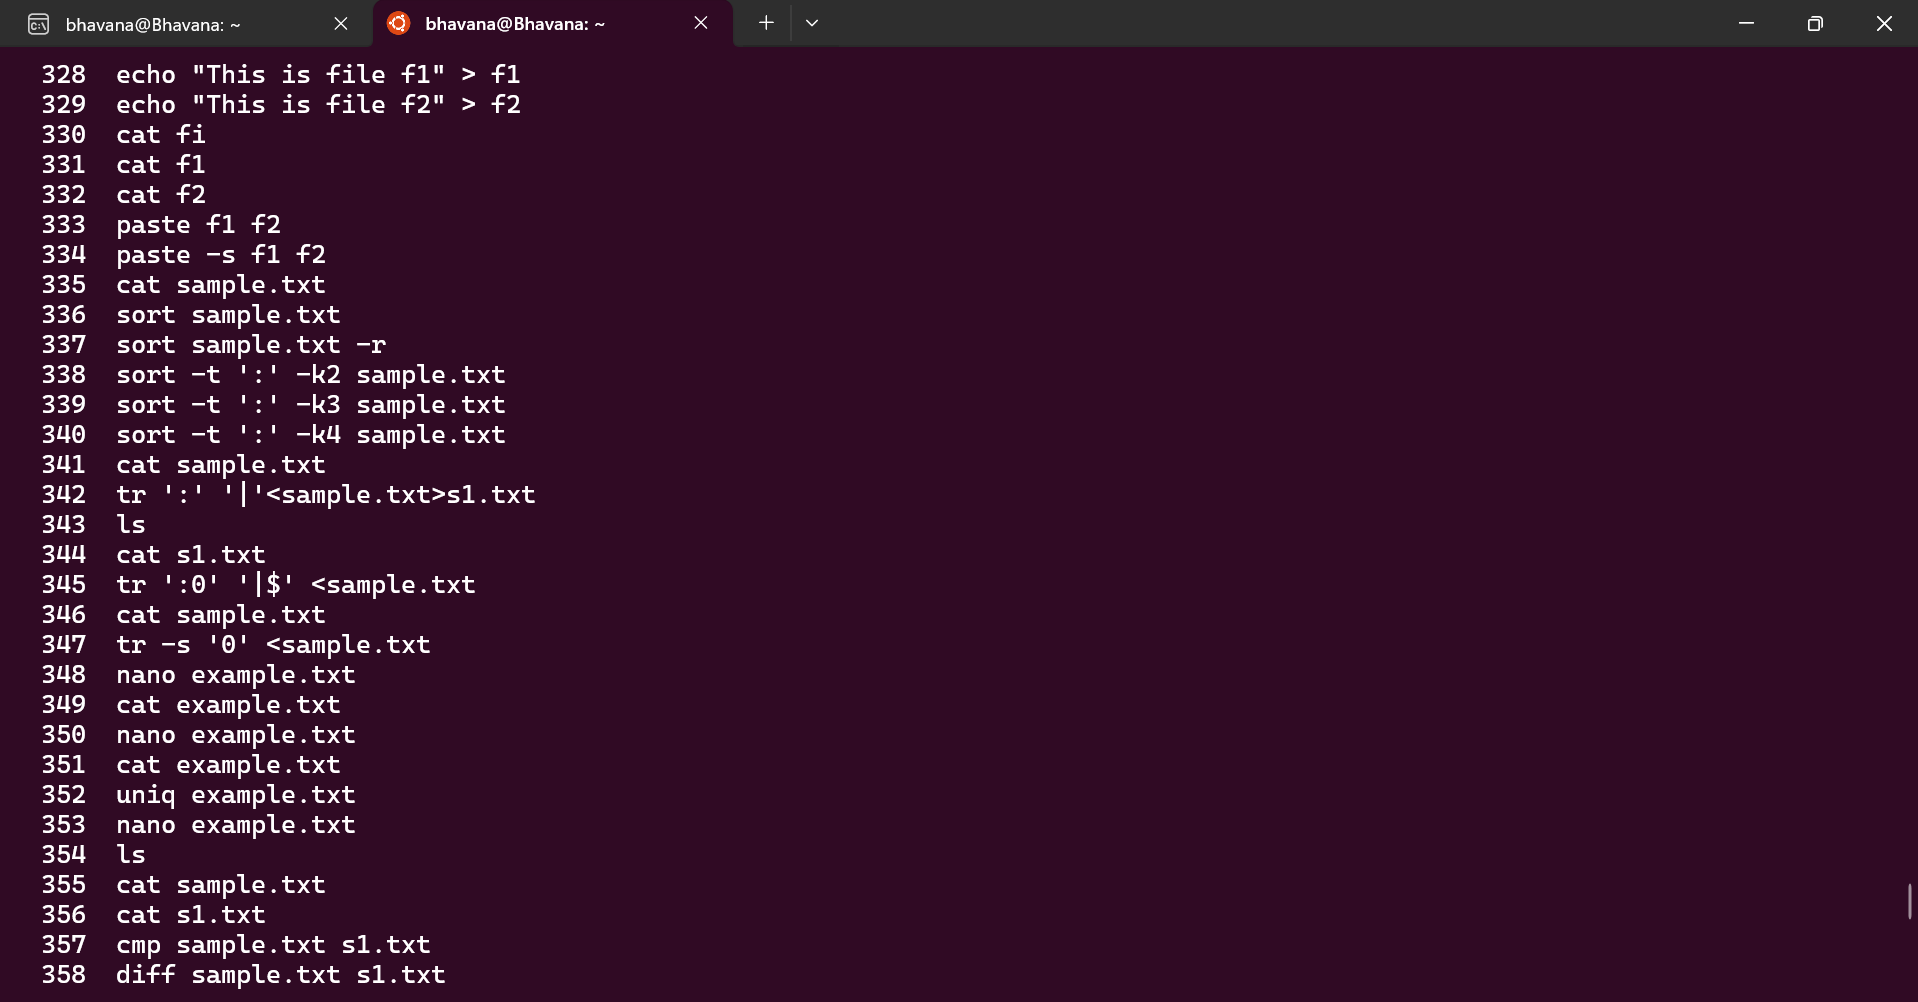 bhavana@Bhavana: ~
bhavana@Bhavana: ~
328 echo "This is file f1" > f1
329 echo "This is file f2" > f2
330 cat fi
331 cat f1
332 cat f2
333 paste f1 f2
334 paste -s f1 f2
335 cat sample.txt
336 sort sample.txt
337 sort sample.txt -r
338 sort -t ':' -k2 sample.txt
339 sort -t ':' -k3 sample.txt
340 sort -t ':' -k4 sample.txt
341 cat sample.txt
342 tr ':' '|'<sample.txt>s1.txt
343 ls
344 cat s1.txt
345 tr ':0' '|$' <sample.txt
346 cat sample.txt
347 tr -s '0' <sample.txt
348 nano example.txt
349 cat example.txt
350 nano example.txt
351 cat example.txt
352 uniq example.txt
353 nano example.txt
354 ls
355 cat sample.txt
356 cat s1.txt
357 cmp sample.txt s1.txt
358 diff sample.txt s1.txt